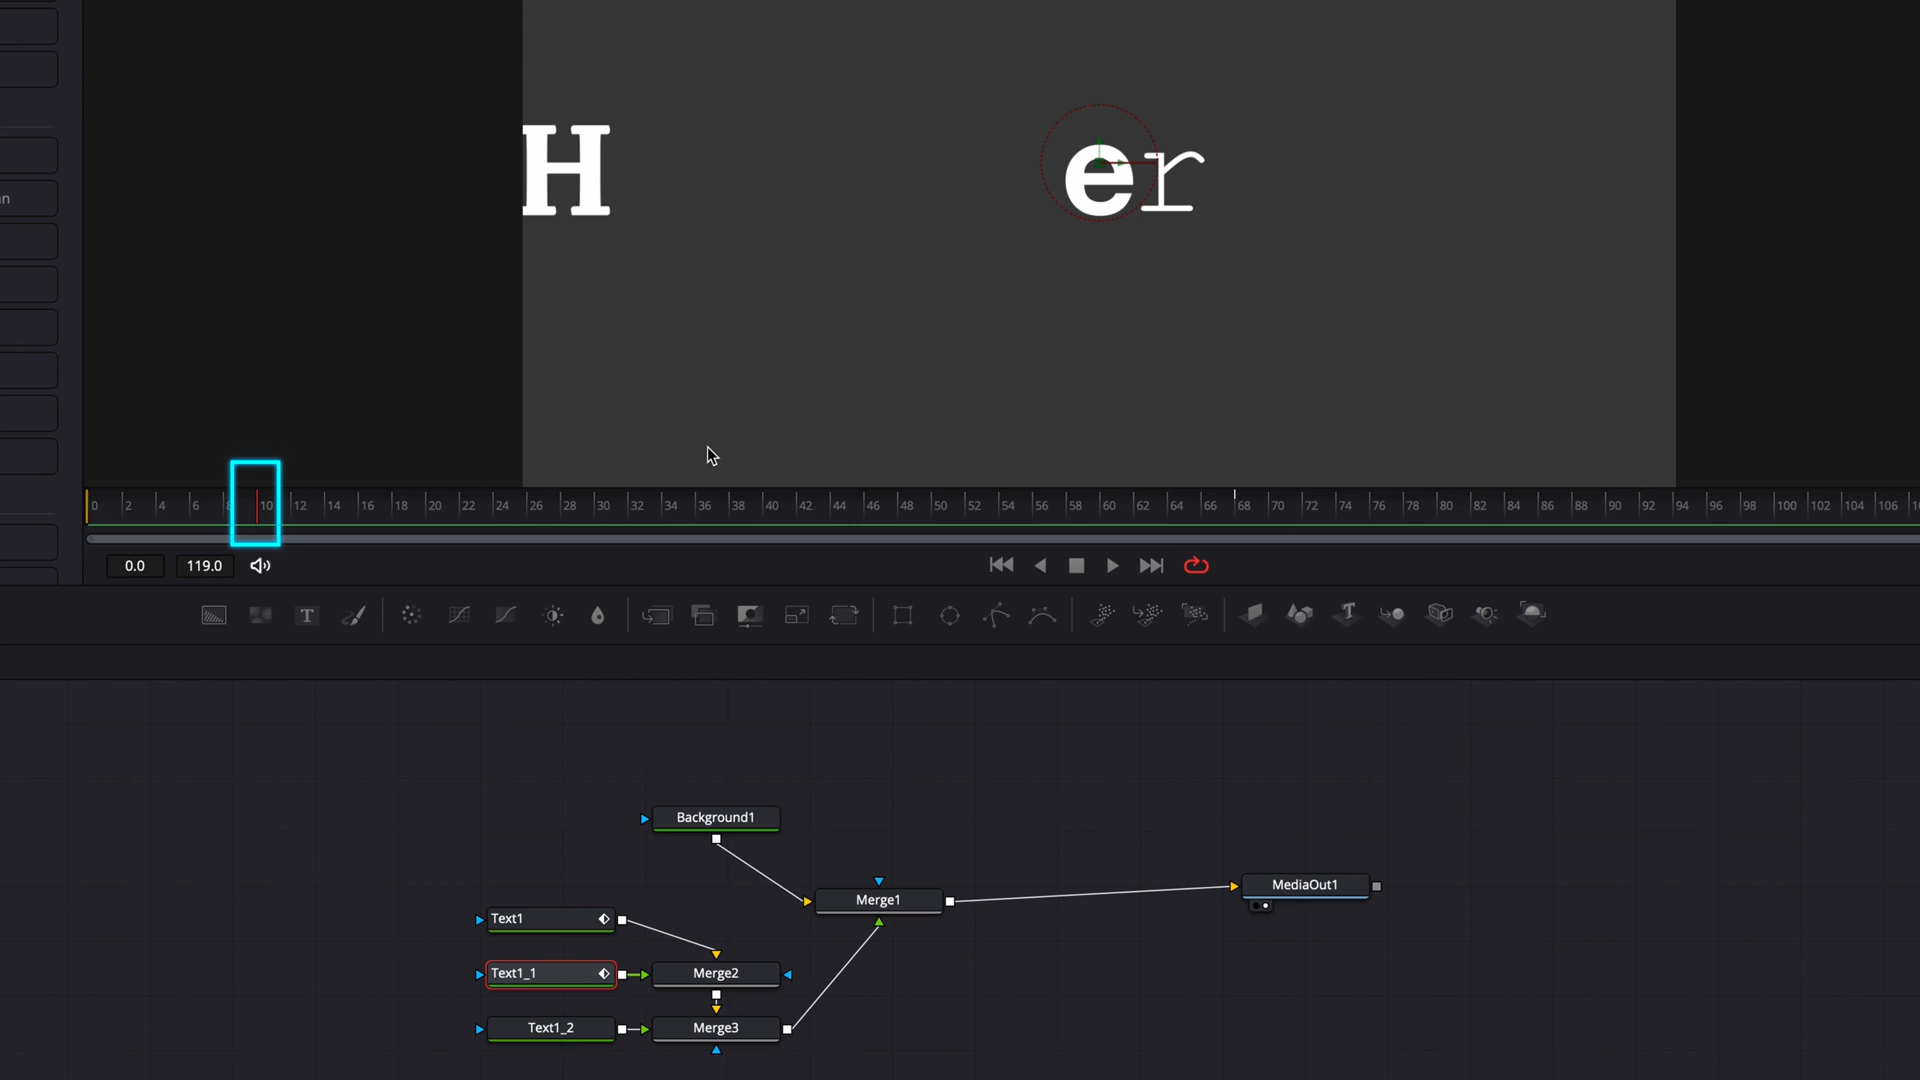 n
H er
0 2 4 6 8 10 12 14 16 18 20 22 24 26 28 30 32 34 36 38 40 42 44 46 48 50 52 54 56 58 60 62 64 66 68 70 72 74 76 78 80 82 84 86 88 90 92 94 96 98 100 102 104 106
0.0 119.0
T
Background1
MediaOut1
Merge1
Text1
Text1_1 Merge2
Text1_2 Merge3